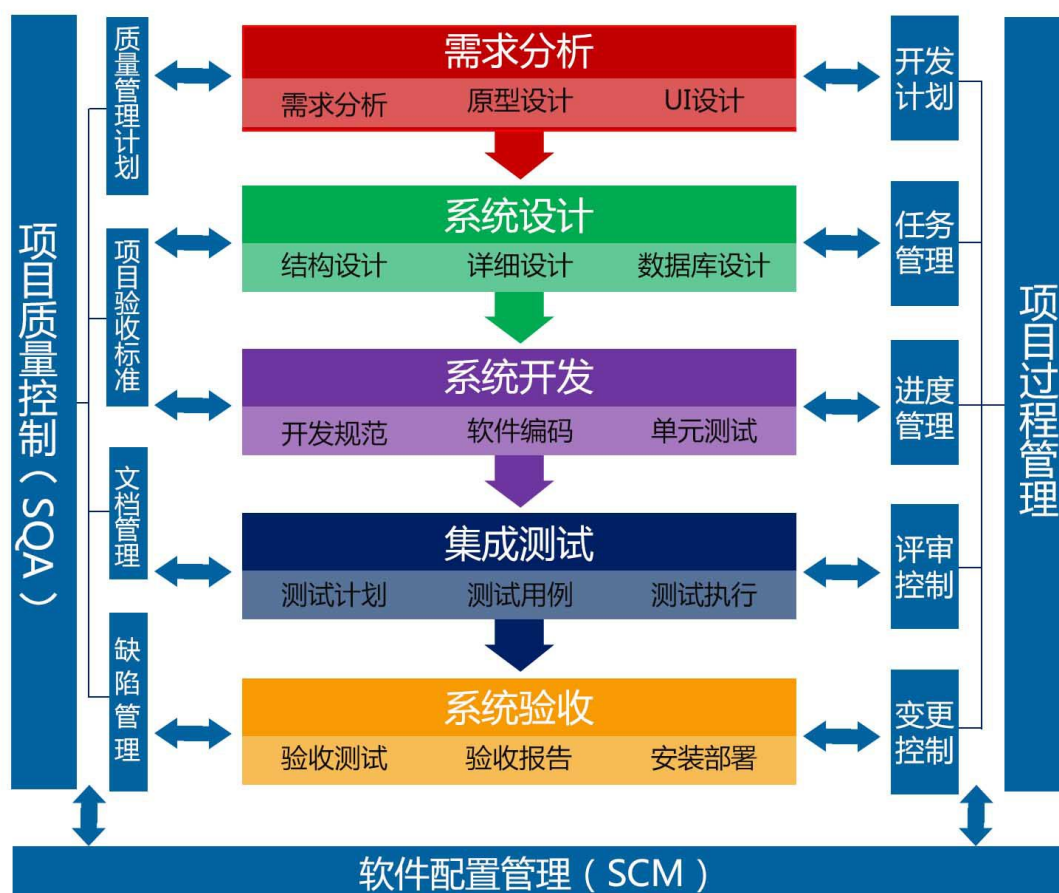 项目质量控制（SQA）
质量管理计划
项目验收标准
文档管理
缺陷管理
需求分析
需求分析 原型设计 UI设计
系统设计
结构设计 详细设计 数据库设计
系统开发
开发规范 软件编码 单元测试
集成测试
测试计划 测试用例 测试执行
系统验收
验收测试 验收报告 安装部署
开发
计划
任务
管理
进度
管理
评审
控制
变更
控制
项目过程管理
软件配置管理（SCM）